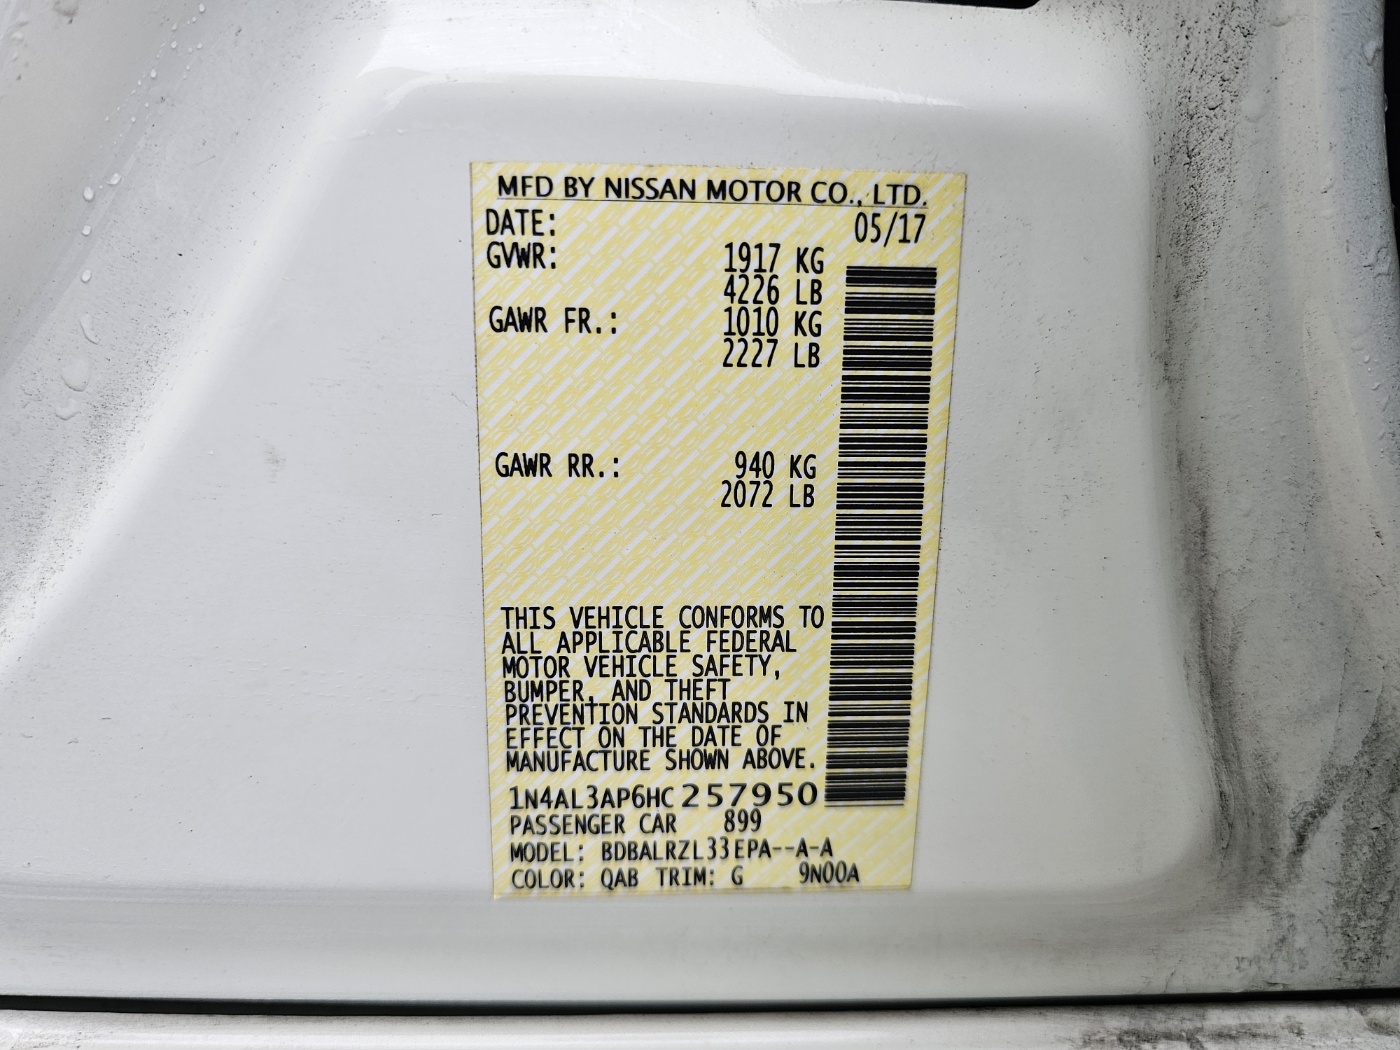 MFD BY NISSAN MOTOR CO., LTD.
DATE: 05/17
GVWR: 1917 KG
4226 LB
GAWR FR.: 1010 KG
2227 LB
GAWR RR.: 940 KG
2072 LB
THIS VEHICLE CONFORMS TO
ALL APPLICABLE FEDERAL
MOTOR VEHICLE SAFETY,
BUMPER, AND THEFT
PREVENTION STANDARDS IN
EFFECT ON THE DATE OF
MANUFACTURE SHOWN ABOVE.
1N4AL3AP6HC257950
PASSENGER CAR 899
MODEL: BDBALRZL33EPA--A-A
COLOR: QAB TRIM: G 9N00A